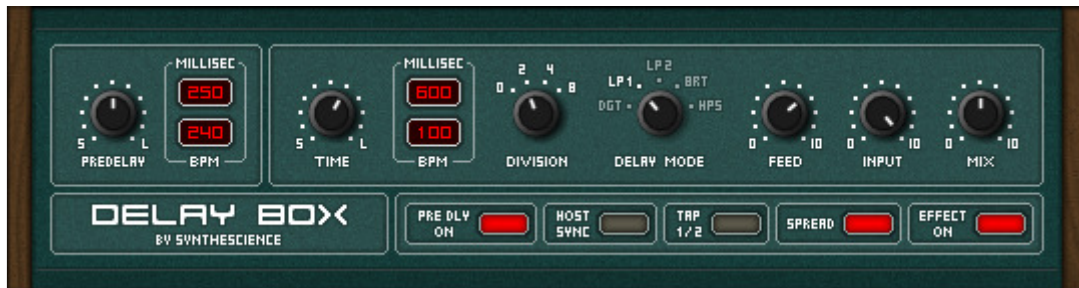 MILLISEC
250
240
BPM
S L
PREDELAY
MILLISEC
600
100
BPM
S L
TIME
0 2 4 8
DIVISION
DGT LP1 LP2 BRT HPS
DELAY MODE
0 10
FEED
0 10
INPUT
0 10
MIX
DELAY BOX
BY SYNTHESCIENCE
PRE DLY
ON
HOST
SYNC
TAP
1/2
SPREAD
EFFECT
ON